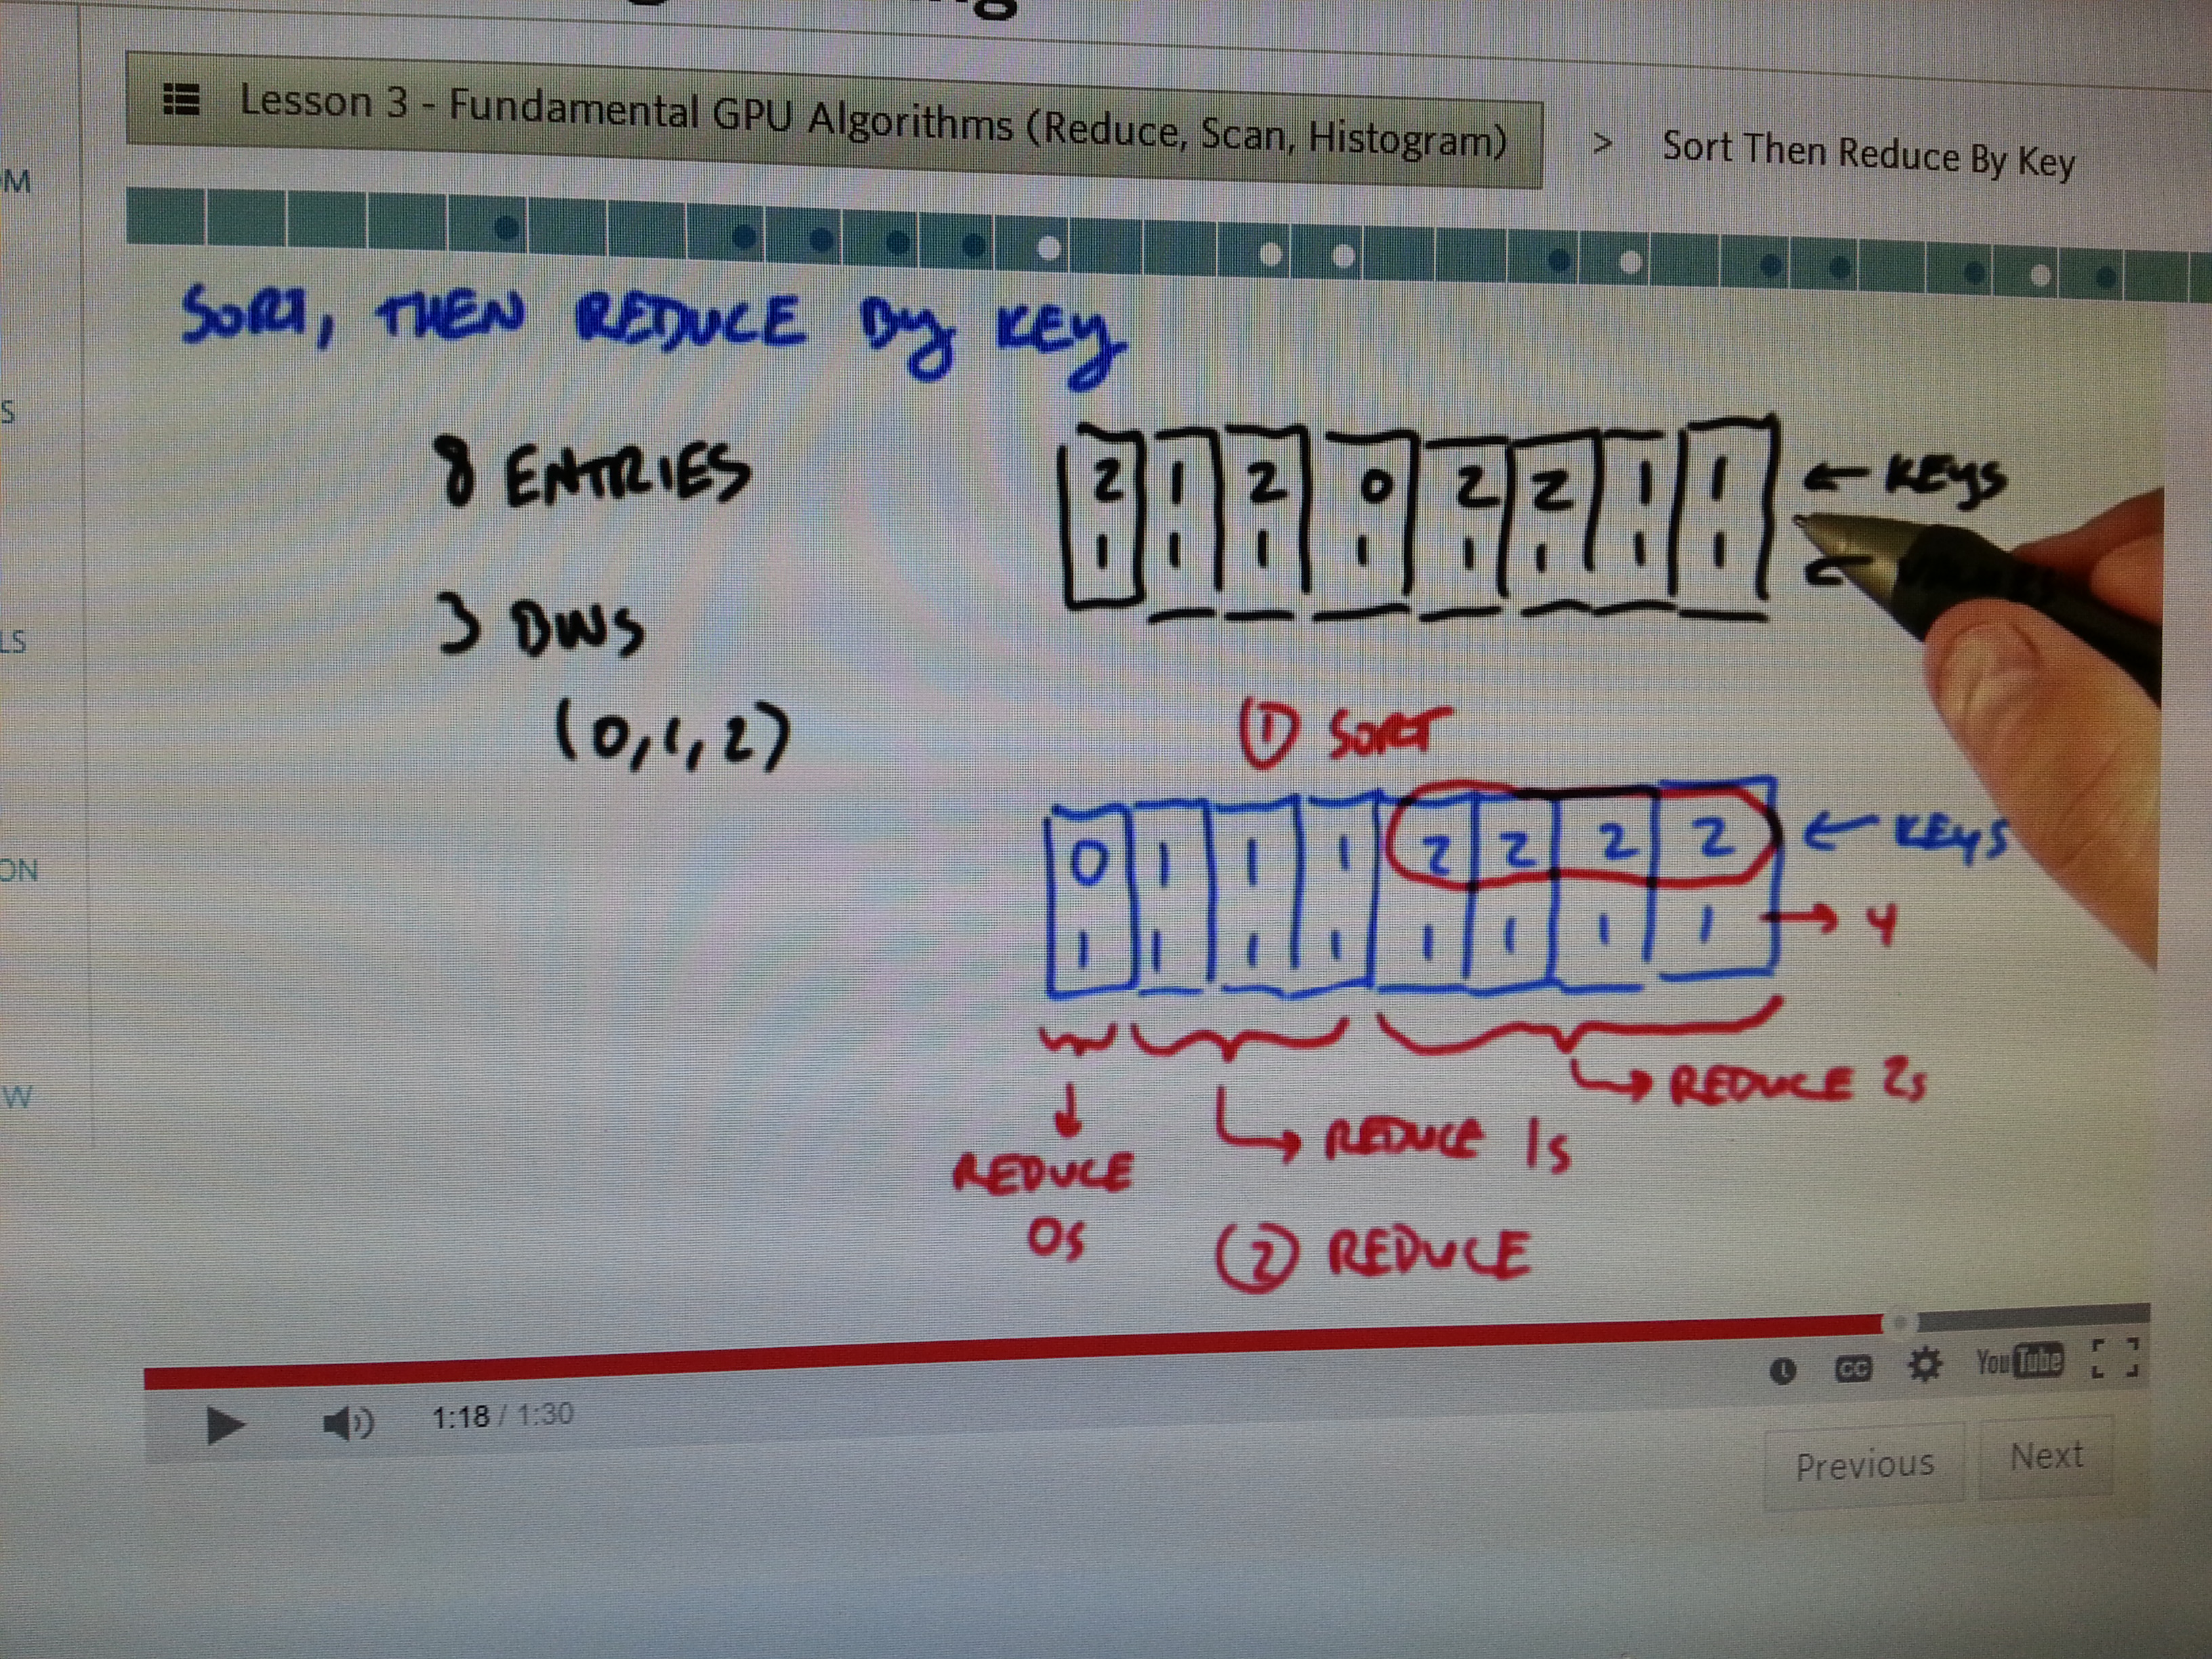 M
S
LS
ON
W
Lesson 3 - Fundamental GPU Algorithms (Reduce, Scan, Histogram) > Sort Then Reduce By Key
SORT, THEN REDUCE By KEy
8 ENTRIES
3 BINS
(0,1,2)
2 1 2 0 2 2 1 1 ← KEys
1 1 1 1 1 1 1 1 ←
① SORT
0 1 1 1 2 2 2 2 ← KEyS
1 1 1 1 1 1 1 1 → 4
REDUCE 2s
REDUCE 1s
REDUCE
0s
② REDUCE
1:18 / 1:30
CC
YouTube
Previous
Next